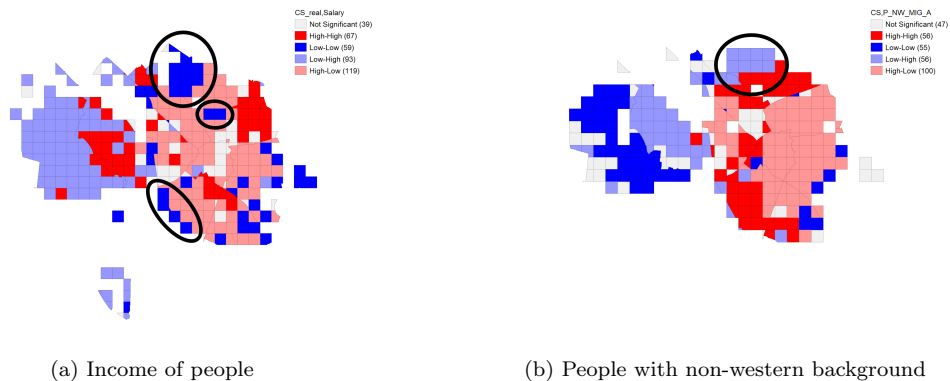 CS_real,Salary
Not Significant (39)
High-High (67)
Low-Low (59)
Low-High (93)
High-Low (119)
CS,P_NW_MIG_A
Not Significant (47)
High-High (56)
Low-Low (55)
Low-High (56)
High-Low (100)
(a) Income of people
(b) People with non-western background